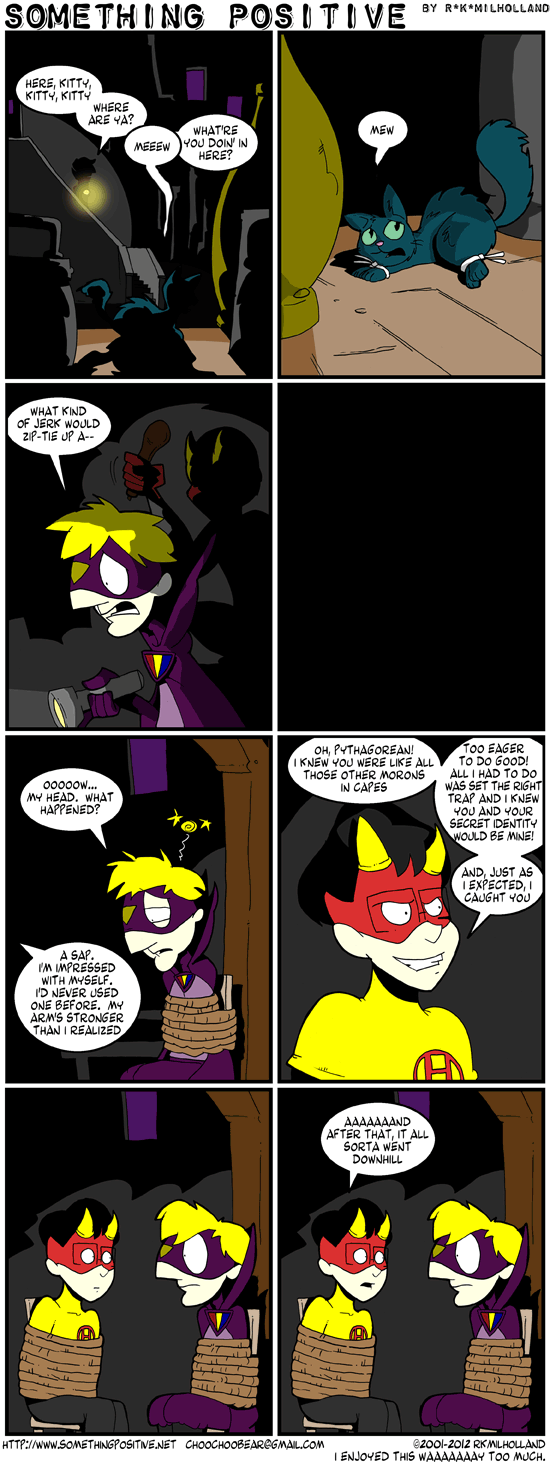 SOMETHING POSITIVE BY R*K*MILHOLLAND
HERE, KITTY,
KITTY, KITTY
WHERE
ARE YA?
MEEEW
WHAT'RE
YOU DOIN' IN
HERE?
MEW
WHAT KIND
OF JERK WOULD
ZIP-TIE UP A--
OOOOOW...
MY HEAD. WHAT
HAPPENED?
A SAP.
I'M IMPRESSED
WITH MYSELF.
I'D NEVER USED
ONE BEFORE. MY
ARM'S STRONGER
THAN I REALIZED
OH, PYTHAGOREAN!
I KNEW YOU WERE LIKE ALL
THOSE OTHER MORONS
IN CAPES
TOO EAGER
TO DO GOOD!
ALL I HAD TO DO
WAS SET THE RIGHT
TRAP AND I KNEW
YOU AND YOUR
SECRET IDENTITY
WOULD BE MINE!
AND, JUST AS
I EXPECTED, I
CAUGHT YOU
H
H
AAAAAAND
AFTER THAT, IT ALL
SORTA WENT
DOWNHILL
H
HTTP://WWW.SOMETHINGPOSITIVE.NET CHOOCHOOBEAR@GMAIL.COM ©2001-2012 RKMILHOLLAND
I ENJOYED THIS WAAAAAAAY TOO MUCH.